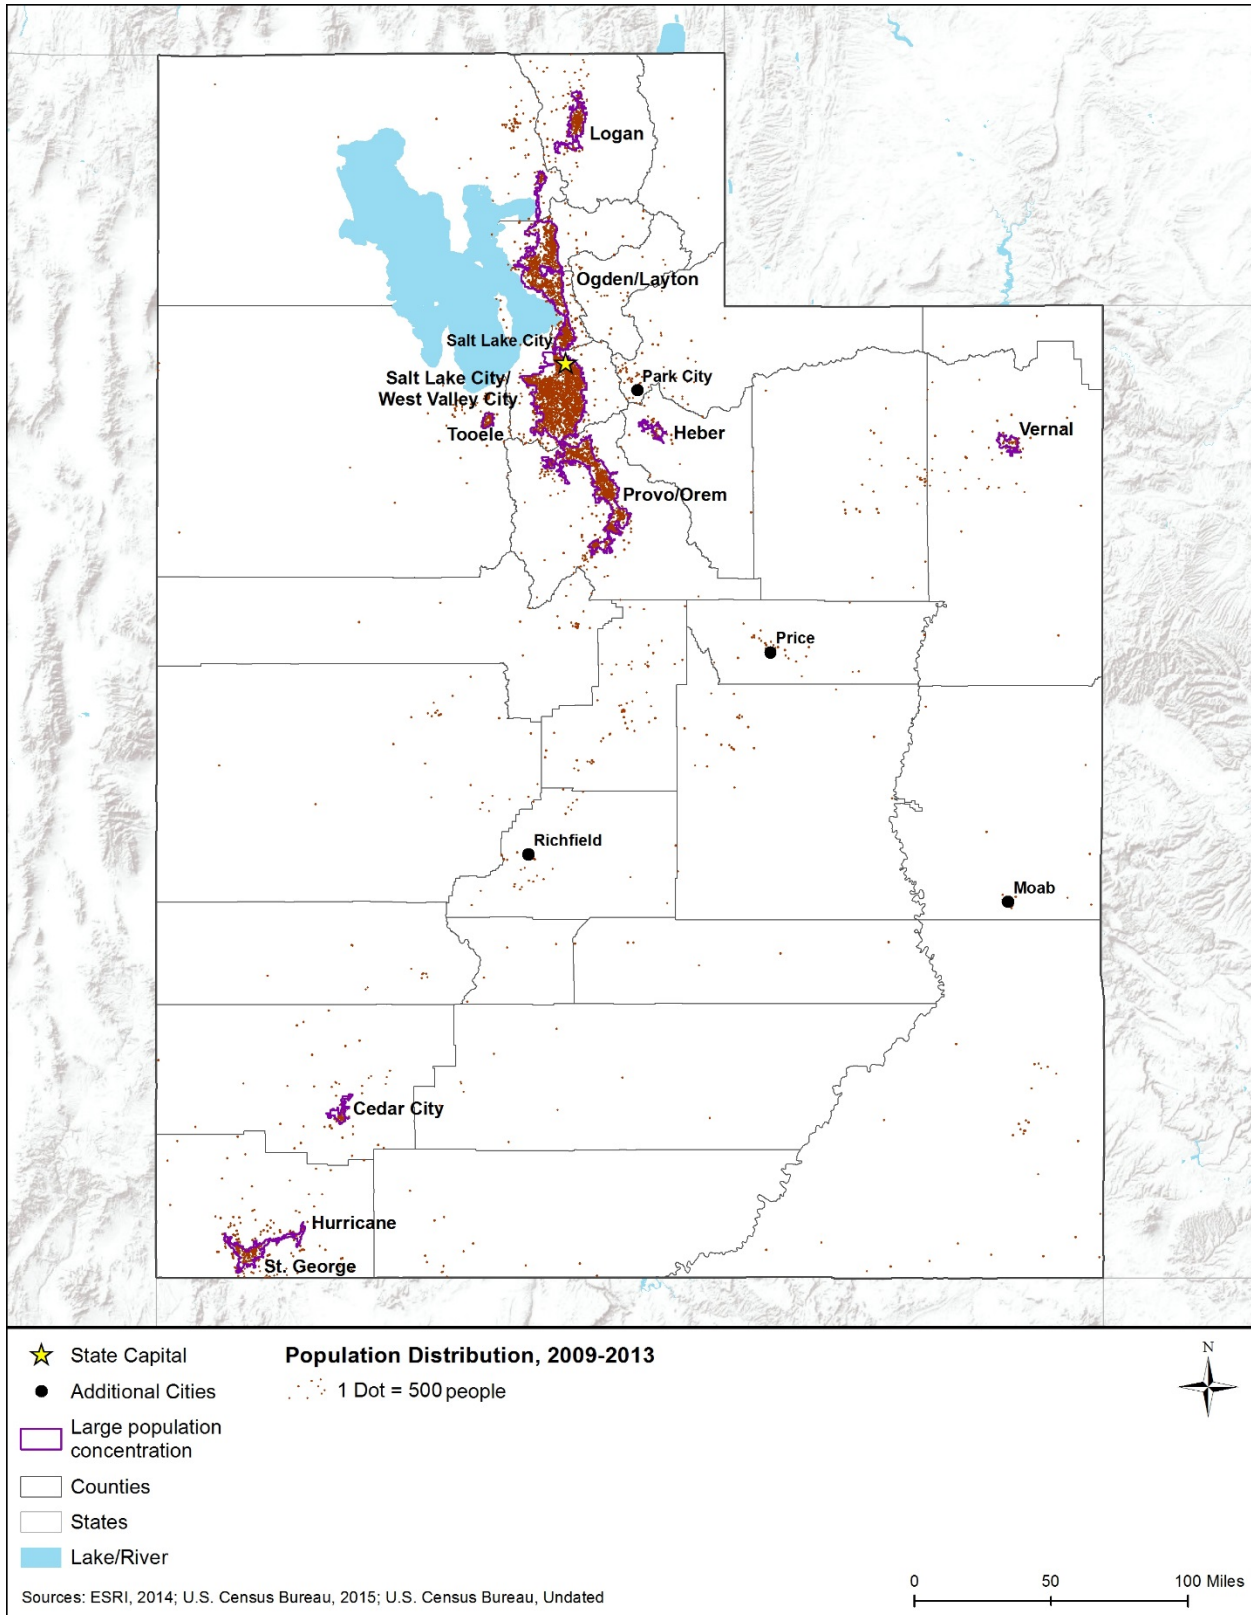 Logan
Ogden/Layton
Salt Lake City
Salt Lake City/
West Valley City
Park City
Tooele
Heber
Vernal
Provo/Orem
Price
Richfield
Moab
Cedar City
Hurricane
St. George
State Capital
Additional Cities
Large population
concentration
Counties
States
Lake/River
Population Distribution, 2009-2013
1 Dot = 500 people
N
0 50 100 Miles
Sources: ESRI, 2014; U.S. Census Bureau, 2015; U.S. Census Bureau, Undated